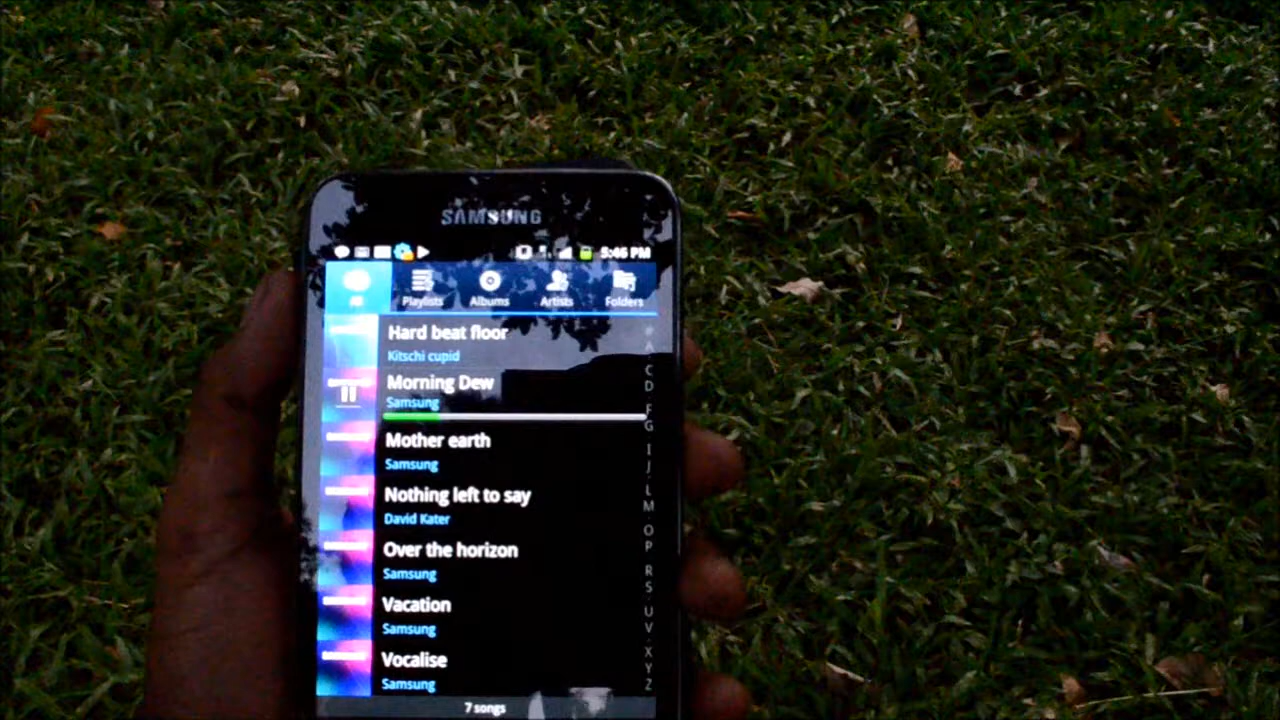 SAMSUNG
5:46 PM
All Playlists Albums Artists Folders
Hard beat floor
Kitschi cupid
Morning Dew
Samsung
Mother earth
Samsung
Nothing left to say
David Kater
Over the horizon
Samsung
Vacation
Samsung
Vocalise
Samsung
A
C
D
F
G
I
J
L
M
O
P
R
S
U
V
X
Y
Z
7 songs